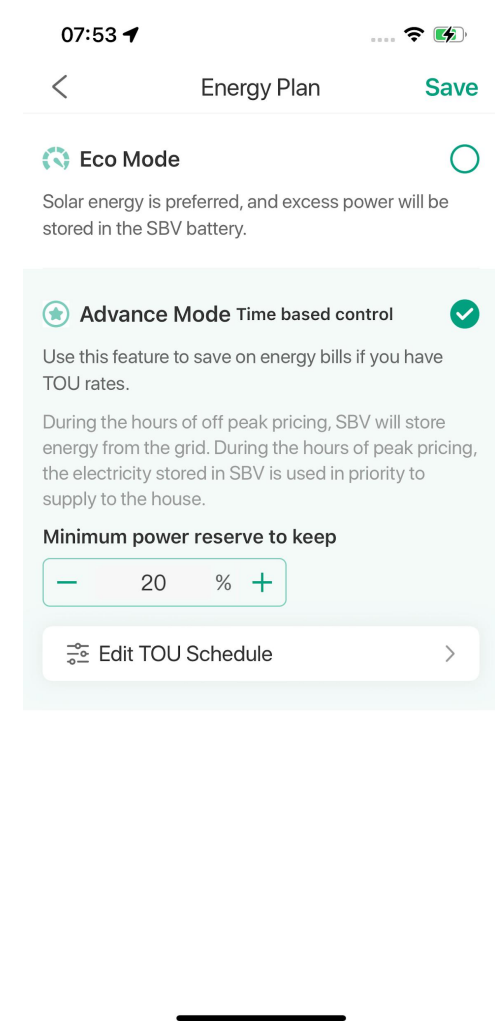 07:53
Energy Plan
Save
Eco Mode
Solar energy is preferred, and excess power will be
stored in the SBV battery.
Advance Mode Time based control
Use this feature to save on energy bills if you have
TOU rates.
During the hours of off peak pricing, SBV will store
energy from the grid. During the hours of peak pricing,
the electricity stored in SBV is used in priority to
supply to the house.
Minimum power reserve to keep
− 20 % +
Edit TOU Schedule